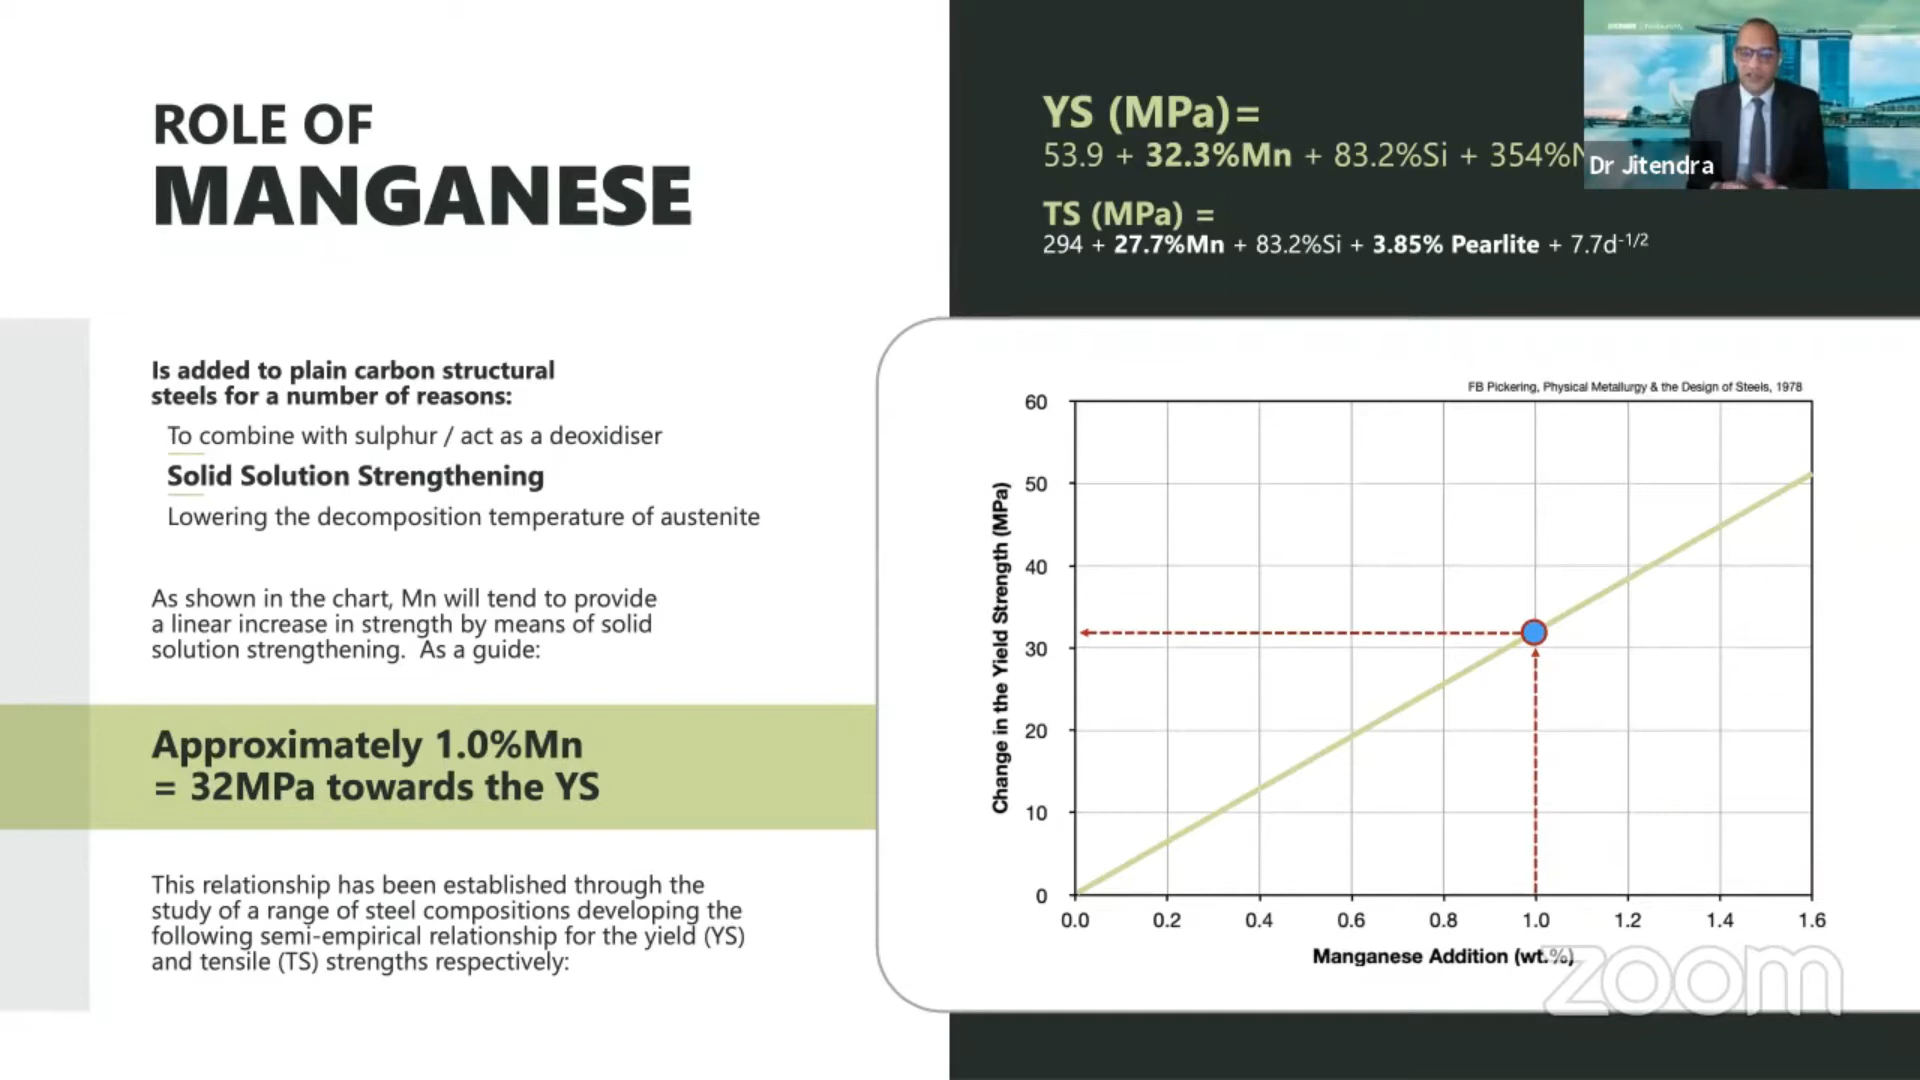 ROLE OF
MANGANESE
YS (MPa)=
53.9 + 32.3%Mn + 83.2%Si + 354%N
TS (MPa) =
294 + 27.7%Mn + 83.2%Si + 3.85% Pearlite + 7.7d-1/2
Dr Jitendra
Is added to plain carbon structural
steels for a number of reasons:
To combine with sulphur / act as a deoxidiser
Solid Solution Strengthening
Lowering the decomposition temperature of austenite
As shown in the chart, Mn will tend to provide
a linear increase in strength by means of solid
solution strengthening. As a guide:
Approximately 1.0%Mn
= 32MPa towards the YS
This relationship has been established through the
study of a range of steel compositions developing the
following semi-empirical relationship for the yield (YS)
and tensile (TS) strengths respectively:
FB Pickering, Physical Metallurgy & the Design of Steels, 1978
Change in the Yield Strength (MPa)
60
50
40
30
20
10
0
0.0 0.2 0.4 0.6 0.8 1.0 1.2 1.4 1.6
Manganese Addition (wt.%)
zoom